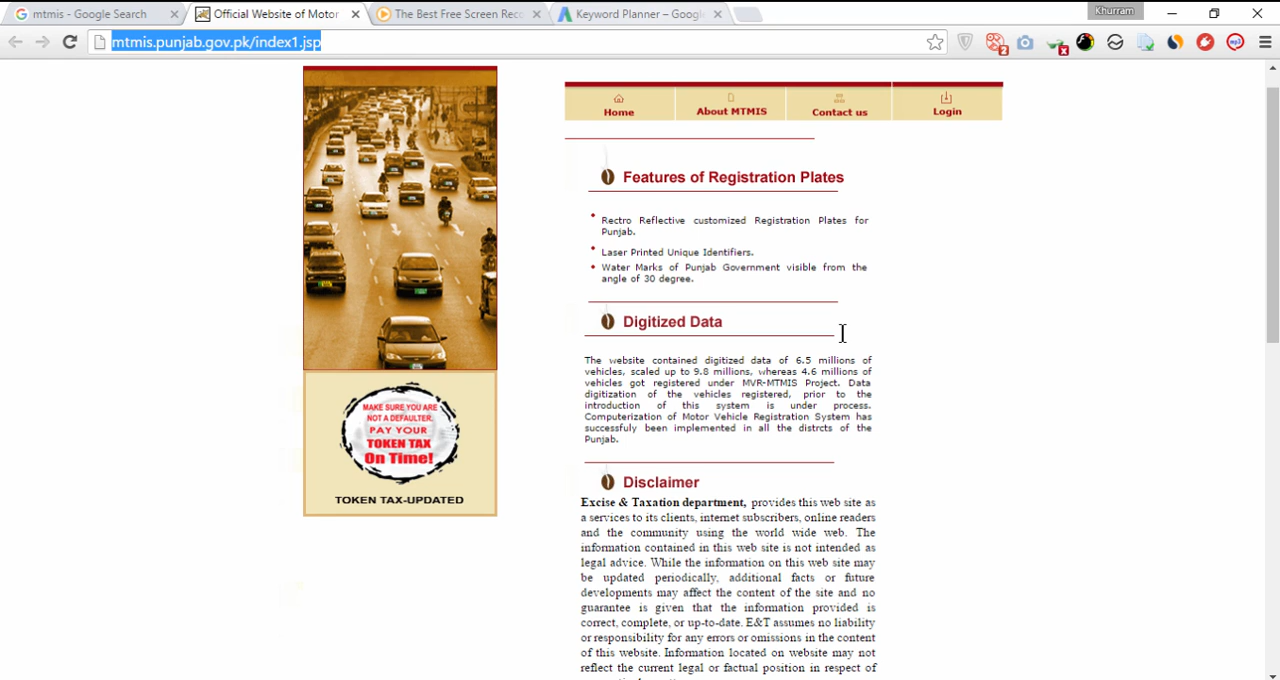 mtmis - Google Search
Official Website of Motor
The Best Free Screen Rec
Keyword Planner – Googl
Khurram
mtmis.punjab.gov.pk/index1.jsp
2
mp3
Home
About MTMIS
Contact us
Login
Features of Registration Plates
Rectro Reflective customized Registration Plates for
Punjab.
Laser Printed Unique Identifiers.
Water Marks of Punjab Government visible from the
angle of 30 degree.
Digitized Data
The website contained digitized data of 6.5 millions of
vehicles, scaled up to 9.8 millions, whereas 4.6 millions of
vehicles got registered under MVR-MTMIS Project. Data
digitization of the vehicles registered, prior to the
introduction of this system is under process.
Computerization of Motor Vehicle Registration System has
successfuly been implemented in all the distrcts of the
Punjab.
MAKE SURE YOU ARE
NOT A DEFAULTER.
PAY YOUR
TOKEN TAX
On Time!
TOKEN TAX-UPDATED
Disclaimer
Excise & Taxation department, provides this web site as
a services to its clients, internet subscribers, online readers
and the community using the world wide web. The
information contained in this web site is not intended as
legal advice. While the information on this web site may
be updated periodically, additional facts or future
developments may affect the content of the site and no
guarantee is given that the information provided is
correct, complete, or up-to-date. E&T assumes no liability
or responsibility for any errors or omissions in the content
of this website. Information located on website may not
reflect the current legal or factual position in respect of